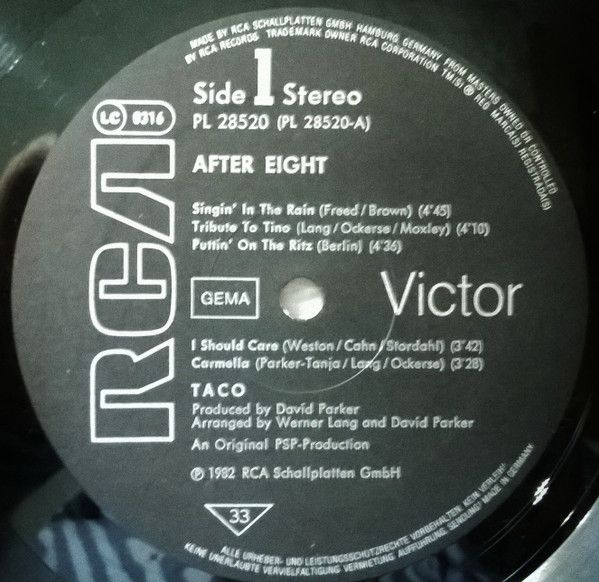 MADE BY RCA SCHALLPLATTEN GMBH HAMBURG, GERMANY FROM MASTERS OWNED OR CONTROLLED
BY RCA RECORDS TRADEMARK OWNER RCA CORPORATION TM(S) ® REG MARCA(S) REGISTRADA(S)
Side 1 Stereo
LC 0316
PL 28520 (PL 28520-A)
AFTER EIGHT
Singin' In The Rain (Freed/Brown) (4'45)
Tribute To Tino (Lang/Ockerse/Moxley) (4'10)
Puttin' On The Ritz (Berlin) (4'36)
RCA
GEMA
Victor
I Should Care (Weston/Cahn/Stordahl) (3'42)
Carmella (Parker-Tanja/Lang/Ockerse) (3'28)
TACO
Produced by David Parker
Arranged by Werner Lang and David Parker
An Original PSP-Production
℗ 1982 RCA Schallplatten GmbH
33
ALLE URHEBER- UND LEISTUNGSSCHUTZRECHTE VORBEHALTEN. KEIN VERLEIH!
KEINE UNERLAUBTE VERVIELFÄLTIGUNG, AUFFÜHRUNG, SENDUNG! MADE IN GERMANY.